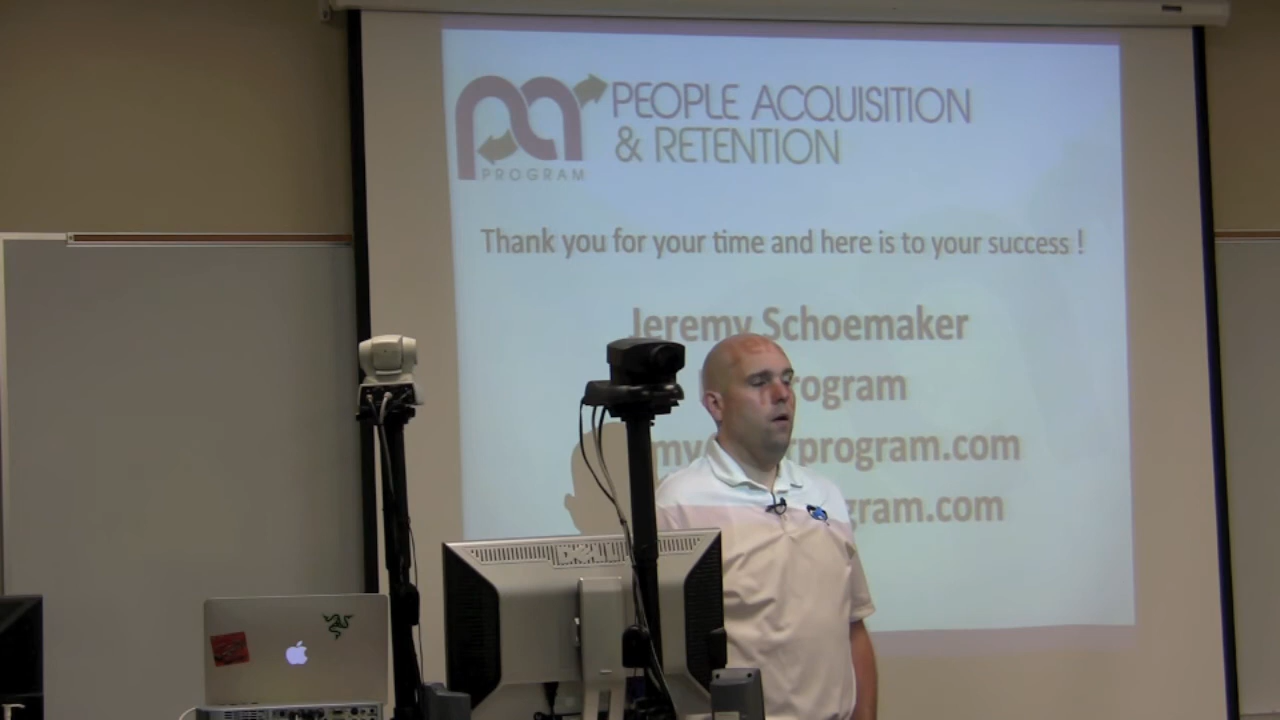 PEOPLE ACQUISITION
& RETENTION
PROGRAM
Thank you for your time and here is to your success !
Jeremy Schoemaker
rogram
rprogram.com
gram.com